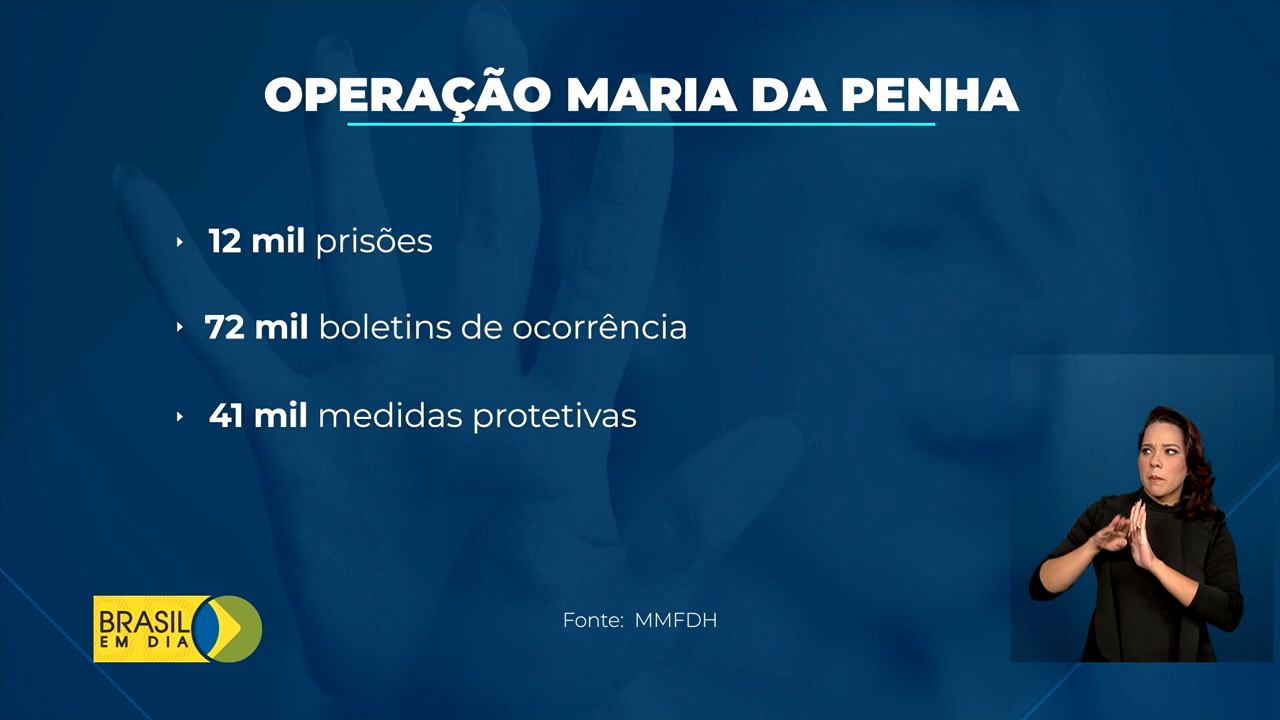 OPERAÇÃO MARIA DA PENHA
12 mil prisões
72 mil boletins de ocorrência
41 mil medidas protetivas
Fonte: MMFDH
BRASIL
EM DIA